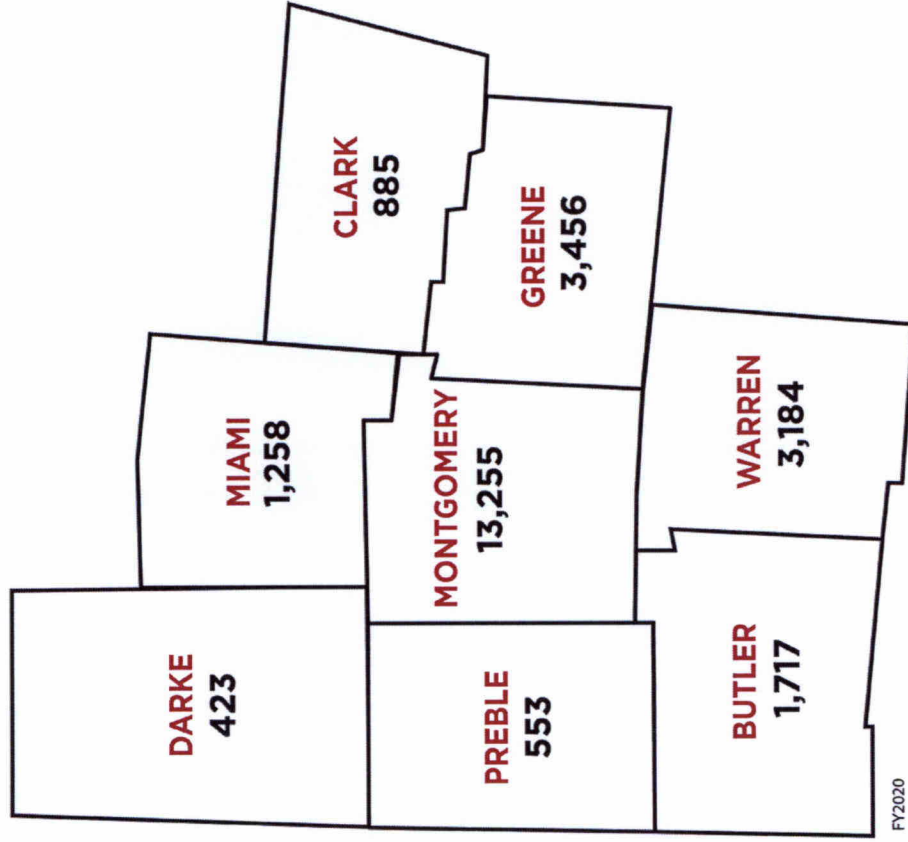 DARKE
423
MIAMI
1,258
CLARK
885
PREBLE
553
MONTGOMERY
13,255
GREENE
3,456
BUTLER
1,717
WARREN
3,184
FY2020